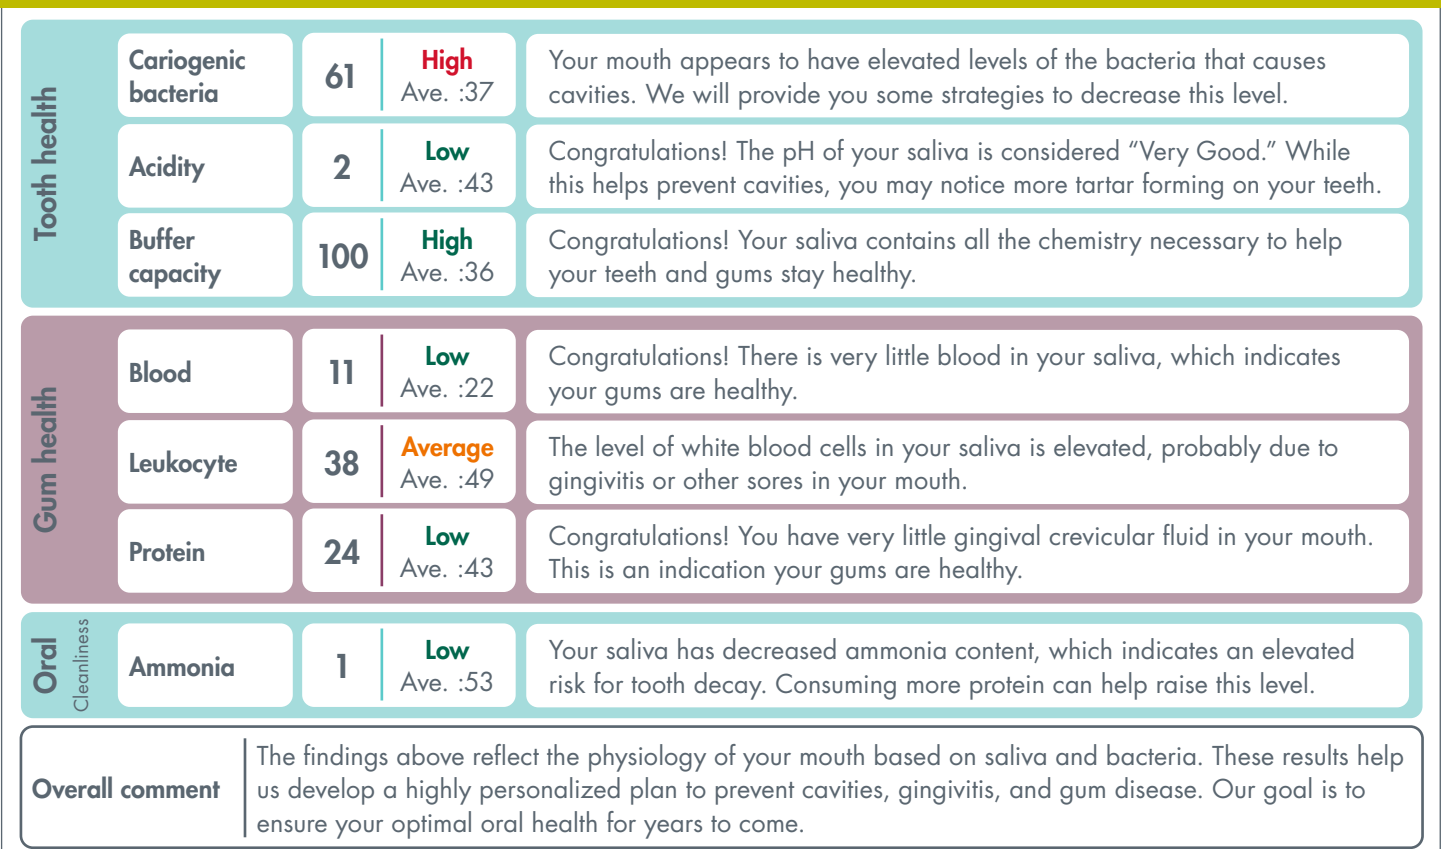 Tooth health
Cariogenic
bacteria
61
High
Ave. :37
Your mouth appears to have elevated levels of the bacteria that causes
cavities. We will provide you some strategies to decrease this level.
Acidity
2
Low
Ave. :43
Congratulations! The pH of your saliva is considered “Very Good.” While
this helps prevent cavities, you may notice more tartar forming on your teeth.
Buffer
capacity
100
High
Ave. :36
Congratulations! Your saliva contains all the chemistry necessary to help
your teeth and gums stay healthy.
Gum health
Blood
11
Low
Ave. :22
Congratulations! There is very little blood in your saliva, which indicates
your gums are healthy.
Leukocyte
38
Average
Ave. :49
The level of white blood cells in your saliva is elevated, probably due to
gingivitis or other sores in your mouth.
Protein
24
Low
Ave. :43
Congratulations! You have very little gingival crevicular fluid in your mouth.
This is an indication your gums are healthy.
Oral
Cleanliness
Ammonia
1
Low
Ave. :53
Your saliva has decreased ammonia content, which indicates an elevated
risk for tooth decay. Consuming more protein can help raise this level.
Overall comment
The findings above reflect the physiology of your mouth based on saliva and bacteria. These results help
us develop a highly personalized plan to prevent cavities, gingivitis, and gum disease. Our goal is to
ensure your optimal oral health for years to come.